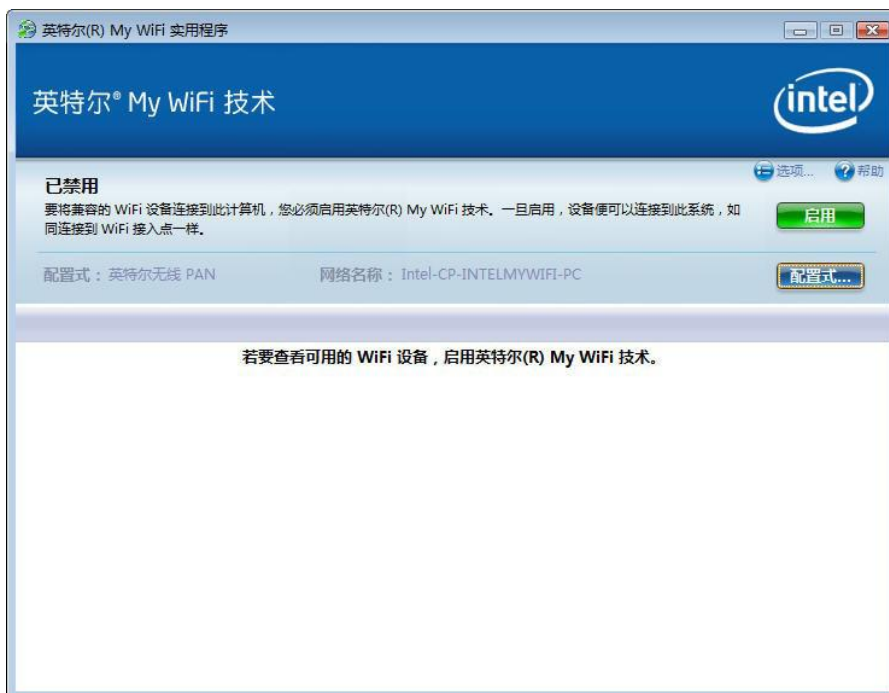 英特尔(R) My WiFi 实用程序
英特尔® My WiFi 技术
intel
选项... 帮助
已禁用
要将兼容的 WiFi 设备连接到此计算机，您必须启用英特尔(R) My WiFi 技术。一旦启用，设备便可以连接到此系统，如
同连接到 WiFi 接入点一样。
启用
配置式：英特尔无线 PAN 网络名称：Intel-CP-INTELMYWIFI-PC
配置式...
若要查看可用的 WiFi 设备，启用英特尔(R) My WiFi 技术。